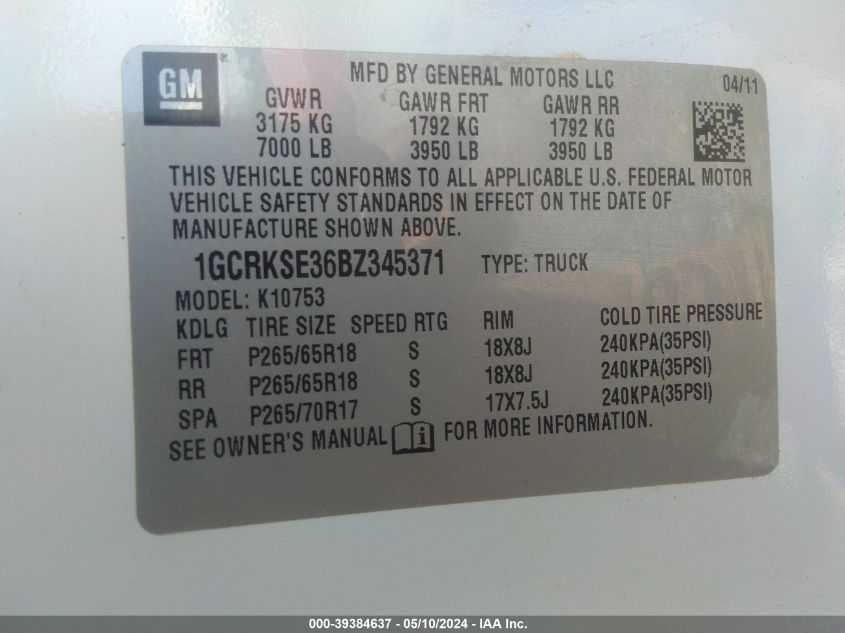 GM®
MFD BY GENERAL MOTORS LLC 04/11
GVWR GAWR FRT GAWR RR
3175 KG 1792 KG 1792 KG
7000 LB 3950 LB 3950 LB
THIS VEHICLE CONFORMS TO ALL APPLICABLE U.S. FEDERAL MOTOR
VEHICLE SAFETY STANDARDS IN EFFECT ON THE DATE OF
MANUFACTURE SHOWN ABOVE.
1GCRKSE36BZ345371 TYPE: TRUCK
MODEL: K10753
KDLG TIRE SIZE SPEED RTG RIM COLD TIRE PRESSURE
FRT P265/65R18 S 18X8J 240KPA(35PSI)
RR P265/65R18 S 18X8J 240KPA(35PSI)
SPA P265/70R17 S 17X7.5J 240KPA(35PSI)
SEE OWNER'S MANUAL i FOR MORE INFORMATION.
000-39384637 - 05/10/2024 - IAA Inc.